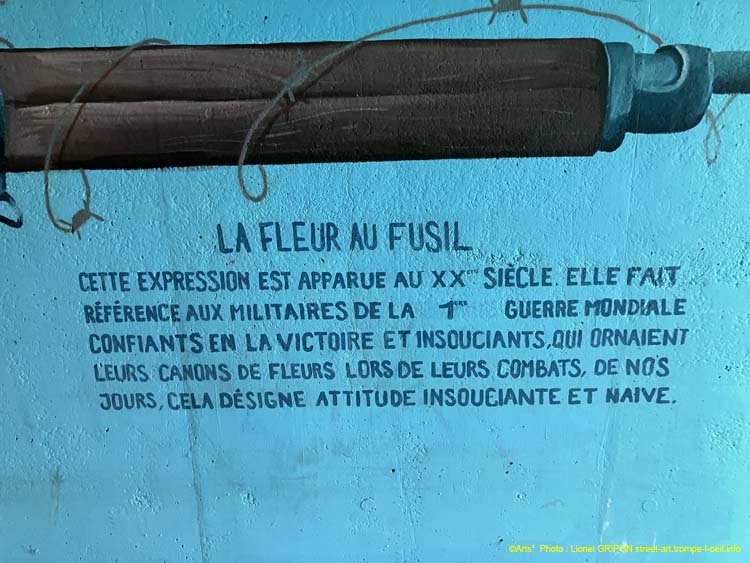 LA FLEUR AU FUSIL
CETTE EXPRESSION EST APPARUE AU XXème SIÈCLE. ELLE FAIT
RÉFÉRENCE AUX MILITAIRES DE LA 1ère GUERRE MONDIALE
CONFIANTS EN LA VICTOIRE ET INSOUCIANTS, QUI ORNAIENT
LEURS CANONS DE FLEURS LORS DE LEURS COMBATS, DE NOS
JOURS, CELA DÉSIGNE ATTITUDE INSOUCIANTE ET NAIVE.
©Arts² Photo : Lionel GRIPON street-art.trompe-l-oeil.info